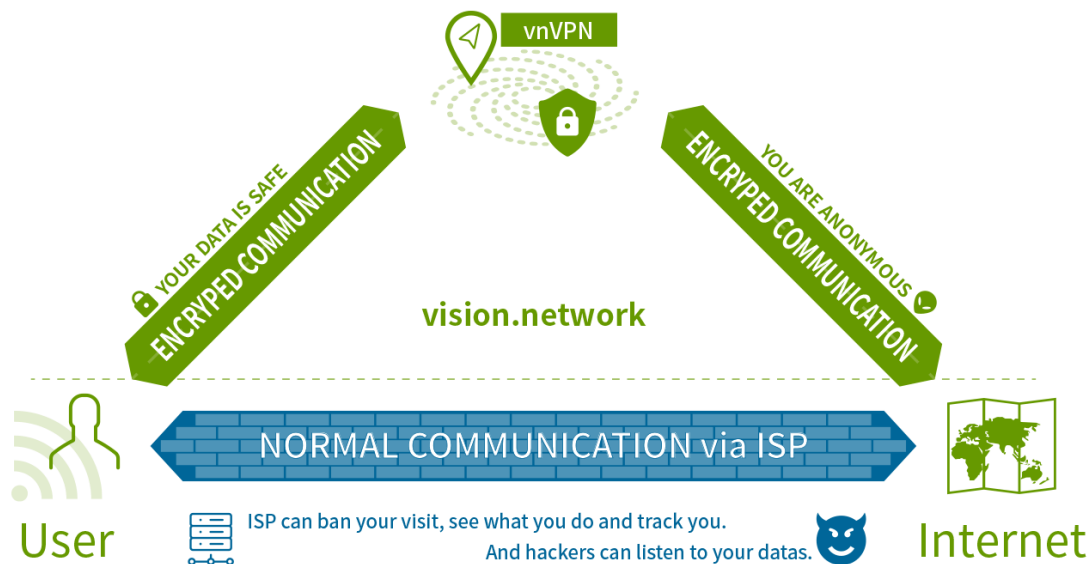 vnVPN
YOUR DATA IS SAFE
ENCRYPED COMMUNICATION
YOU ARE ANONYMOUS
ENCRYPED COMMUNICATION
vision.network
NORMAL COMMUNICATION via ISP
User
ISP can ban your visit, see what you do and track you.
And hackers can listen to your datas.
Internet